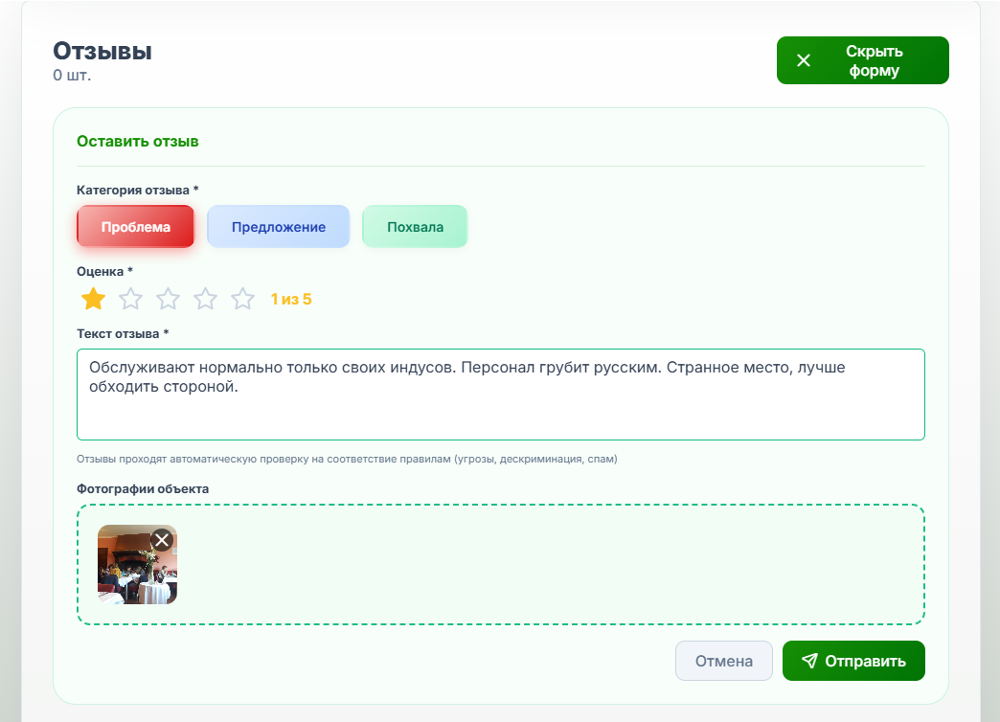 Отзывы
0 шт.
Скрыть
форму
Оставить отзыв
Категория отзыва *
Проблема
Предложение
Похвала
Оценка *
1 из 5
Текст отзыва *
Обслуживают нормально только своих индусов. Персонал грубит русским. Странное место, лучше
обходить стороной.
Отзывы проходят автоматическую проверку на соответствие правилам (угрозы, дескриминация, спам)
Фотографии объекта
Отмена
Отправить